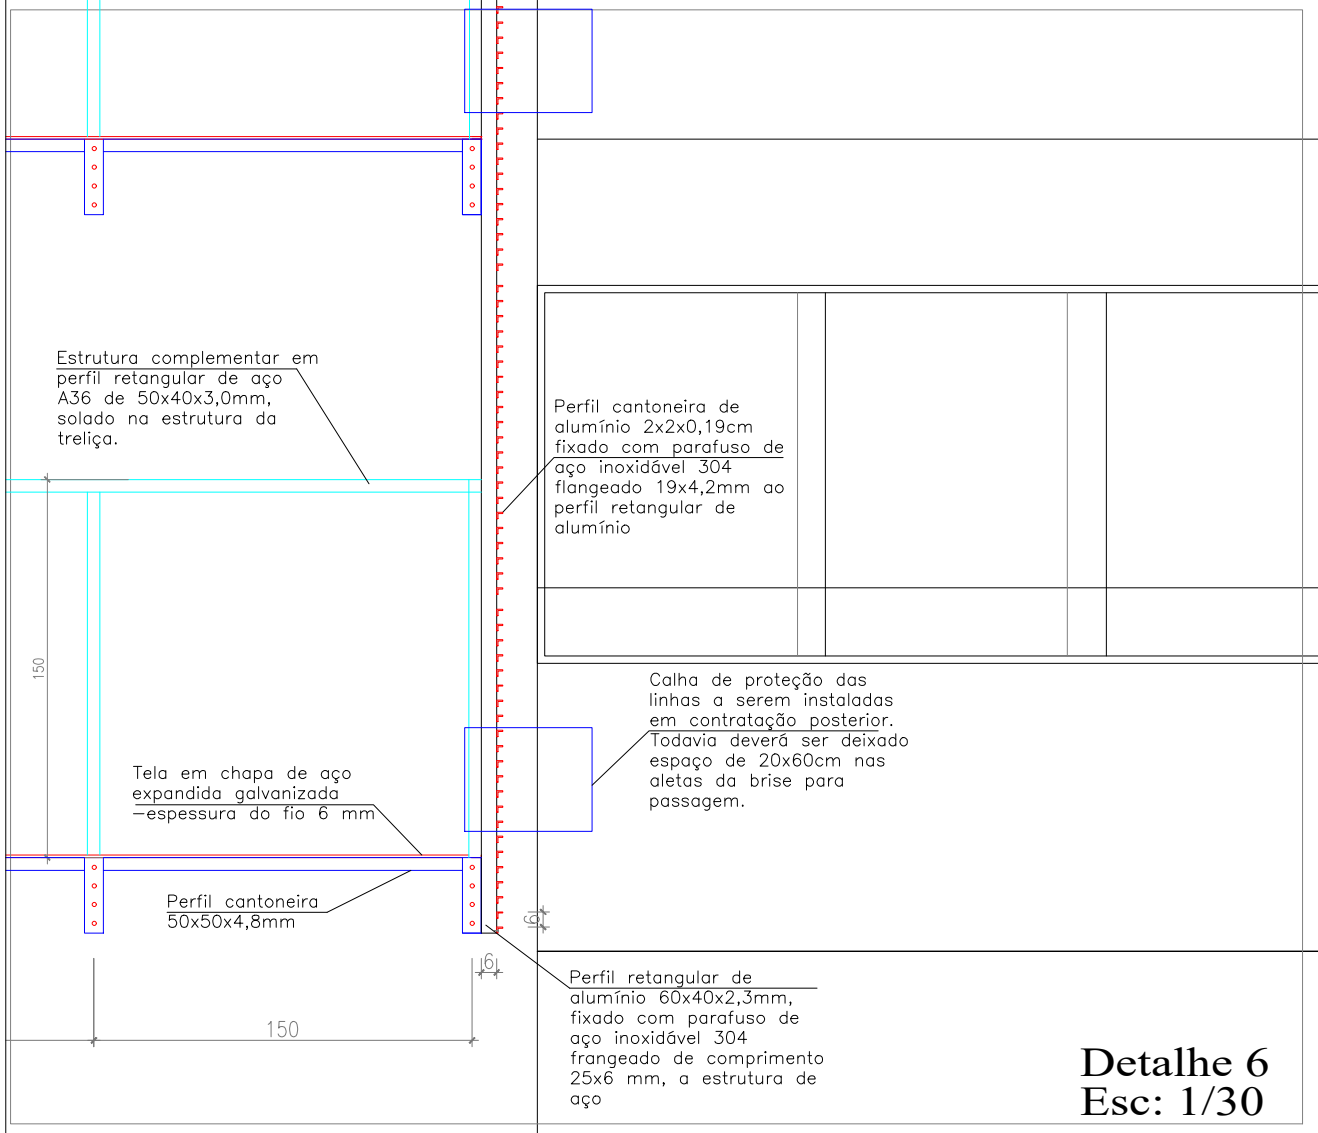 Estrutura complementar em
perfil retangular de aço
A36 de 50x40x3,0mm,
solado na estrutura da
treliça.
Perfil cantoneira de
alumínio 2x2x0,19cm
fixado com parafuso de
aço inoxidável 304
flangeado 19x4,2mm ao
perfil retangular de
alumínio
150
Calha de proteção das
linhas a serem instaladas
em contratação posterior.
Todavia deverá ser deixado
espaço de 20x60cm nas
aletas da brise para
passagem.
Tela em chapa de aço
expandida galvanizada
-espessura do fio 6 mm
Perfil cantoneira
50x50x4,8mm
6
6
150
Perfil retangular de
alumínio 60x40x2,3mm,
fixado com parafuso de
aço inoxidável 304
frangeado de comprimento
25x6 mm, a estrutura de
aço
Detalhe 6
Esc: 1/30